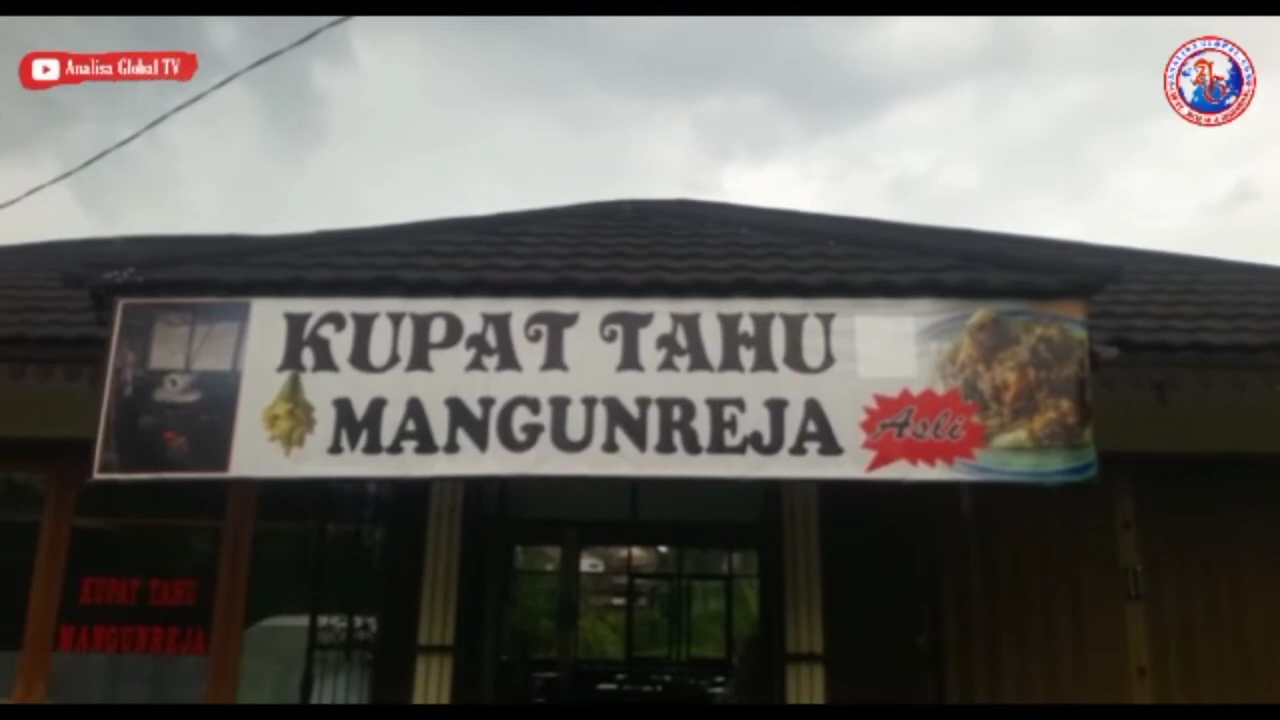 Analisa Global TV
KUPAT TAHU
MANGUNREJA
Asli
KUPAT TAHU
MANGUNREJA